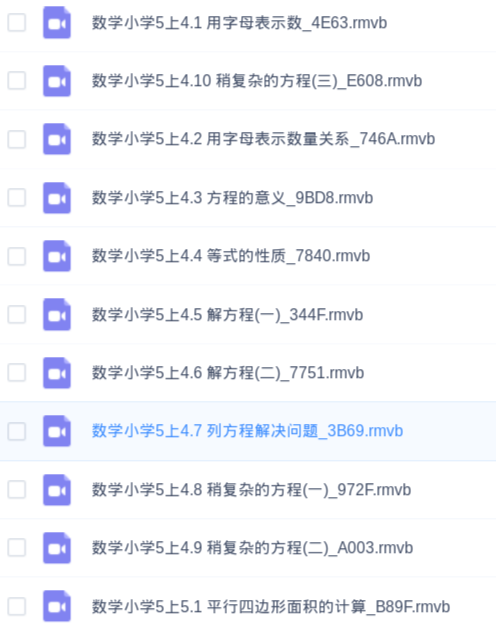 数学小学5上4.1 用字母表示数_4E63.rmvb
数学小学5上4.10 稍复杂的方程(三)_E608.rmvb
数学小学5上4.2 用字母表示数量关系_746A.rmvb
数学小学5上4.3 方程的意义_9BD8.rmvb
数学小学5上4.4 等式的性质_7840.rmvb
数学小学5上4.5 解方程(一)_344F.rmvb
数学小学5上4.6 解方程(二)_7751.rmvb
数学小学5上4.7 列方程解决问题_3B69.rmvb
数学小学5上4.8 稍复杂的方程(一)_972F.rmvb
数学小学5上4.9 稍复杂的方程(二)_A003.rmvb
数学小学5上5.1 平行四边形面积的计算_B89F.rmvb